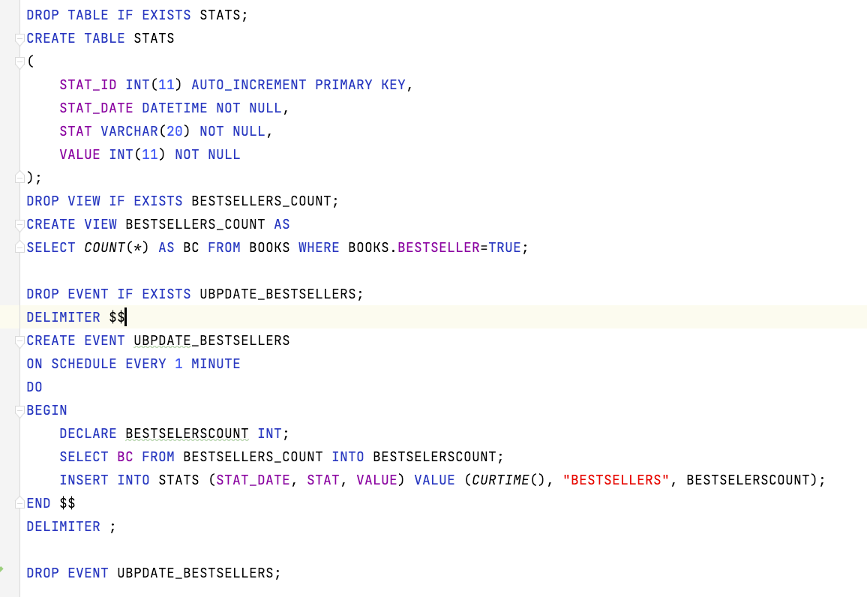 DROP TABLE IF EXISTS STATS;
CREATE TABLE STATS
(
    STAT_ID INT(11) AUTO_INCREMENT PRIMARY KEY,
    STAT_DATE DATETIME NOT NULL,
    STAT VARCHAR(20) NOT NULL,
    VALUE INT(11) NOT NULL
);
DROP VIEW IF EXISTS BESTSELLERS_COUNT;
CREATE VIEW BESTSELLERS_COUNT AS
SELECT COUNT(*) AS BC FROM BOOKS WHERE BOOKS.BESTSELLER=TRUE;

DROP EVENT IF EXISTS UBPDATE_BESTSELLERS;
DELIMITER $$
CREATE EVENT UBPDATE_BESTSELLERS
ON SCHEDULE EVERY 1 MINUTE
DO
BEGIN
    DECLARE BESTSELERSCOUNT INT;
    SELECT BC FROM BESTSELLERS_COUNT INTO BESTSELERSCOUNT;
    INSERT INTO STATS (STAT_DATE, STAT, VALUE) VALUE (CURTIME(), "BESTSELLERS", BESTSELERSCOUNT);
END $$
DELIMITER ;

DROP EVENT UBPDATE_BESTSELLERS;